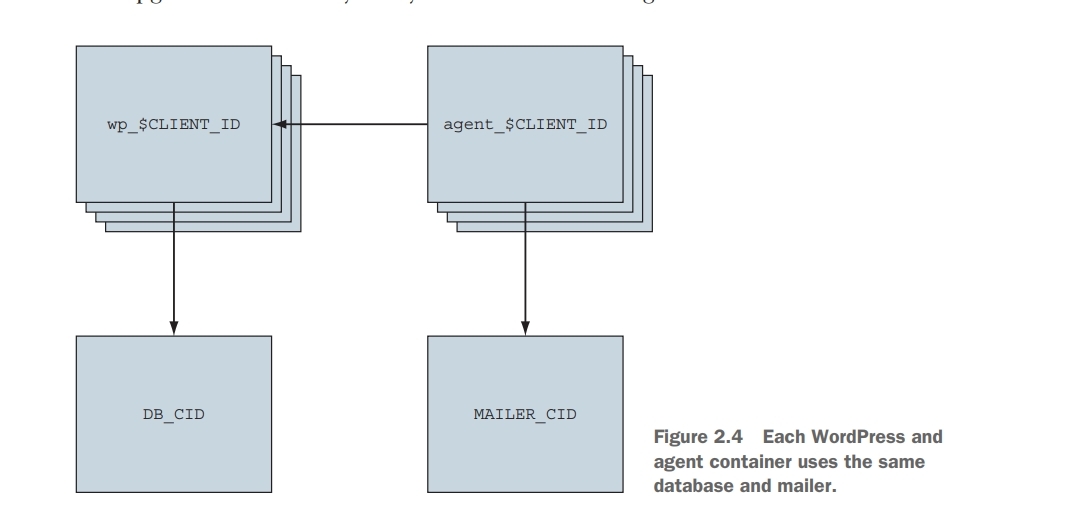 wp_$CLIENT_ID
agent_$CLIENT_ID
DB_CID
MAILER_CID
Figure 2.4 Each WordPress and
agent container uses the same
database and mailer.